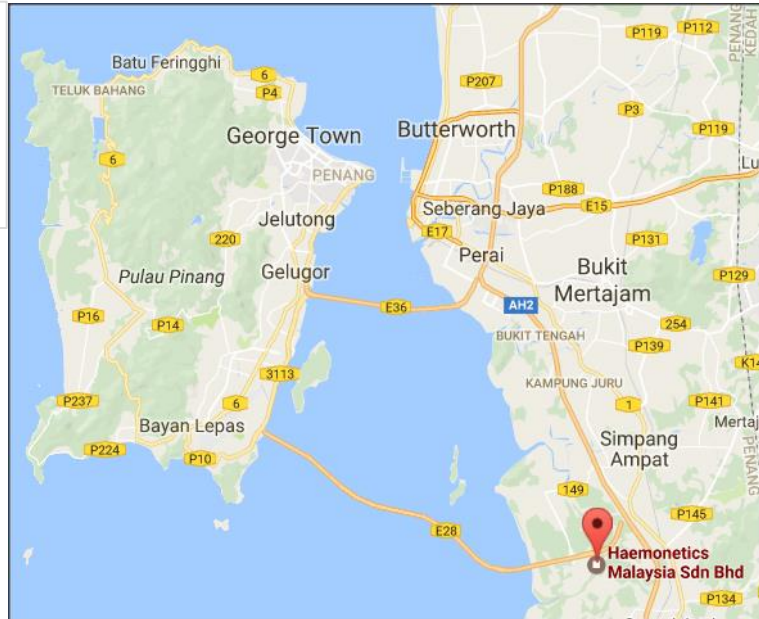 Batu Feringghi
TELUK BAHANG
6
P4
6
George Town
PENANG
Jelutong
220
Gelugor
Pulau Pinang
P16
P14
3113
P237
6
Bayan Lepas
P224
P10
E36
E28
Butterworth
P207
P119
P112
PENANG
KEDAH
P3
P119
P188
E15
Seberang Jaya
E17
P131
Perai
Bukit
Mertajam
P129
AH2
254
BUKIT TENGAH
P139
KAMPUNG JURU
1
P141
Simpang
Ampat
PENANG
149
P145
Haemonetics
Malaysia Sdn Bhd
P134